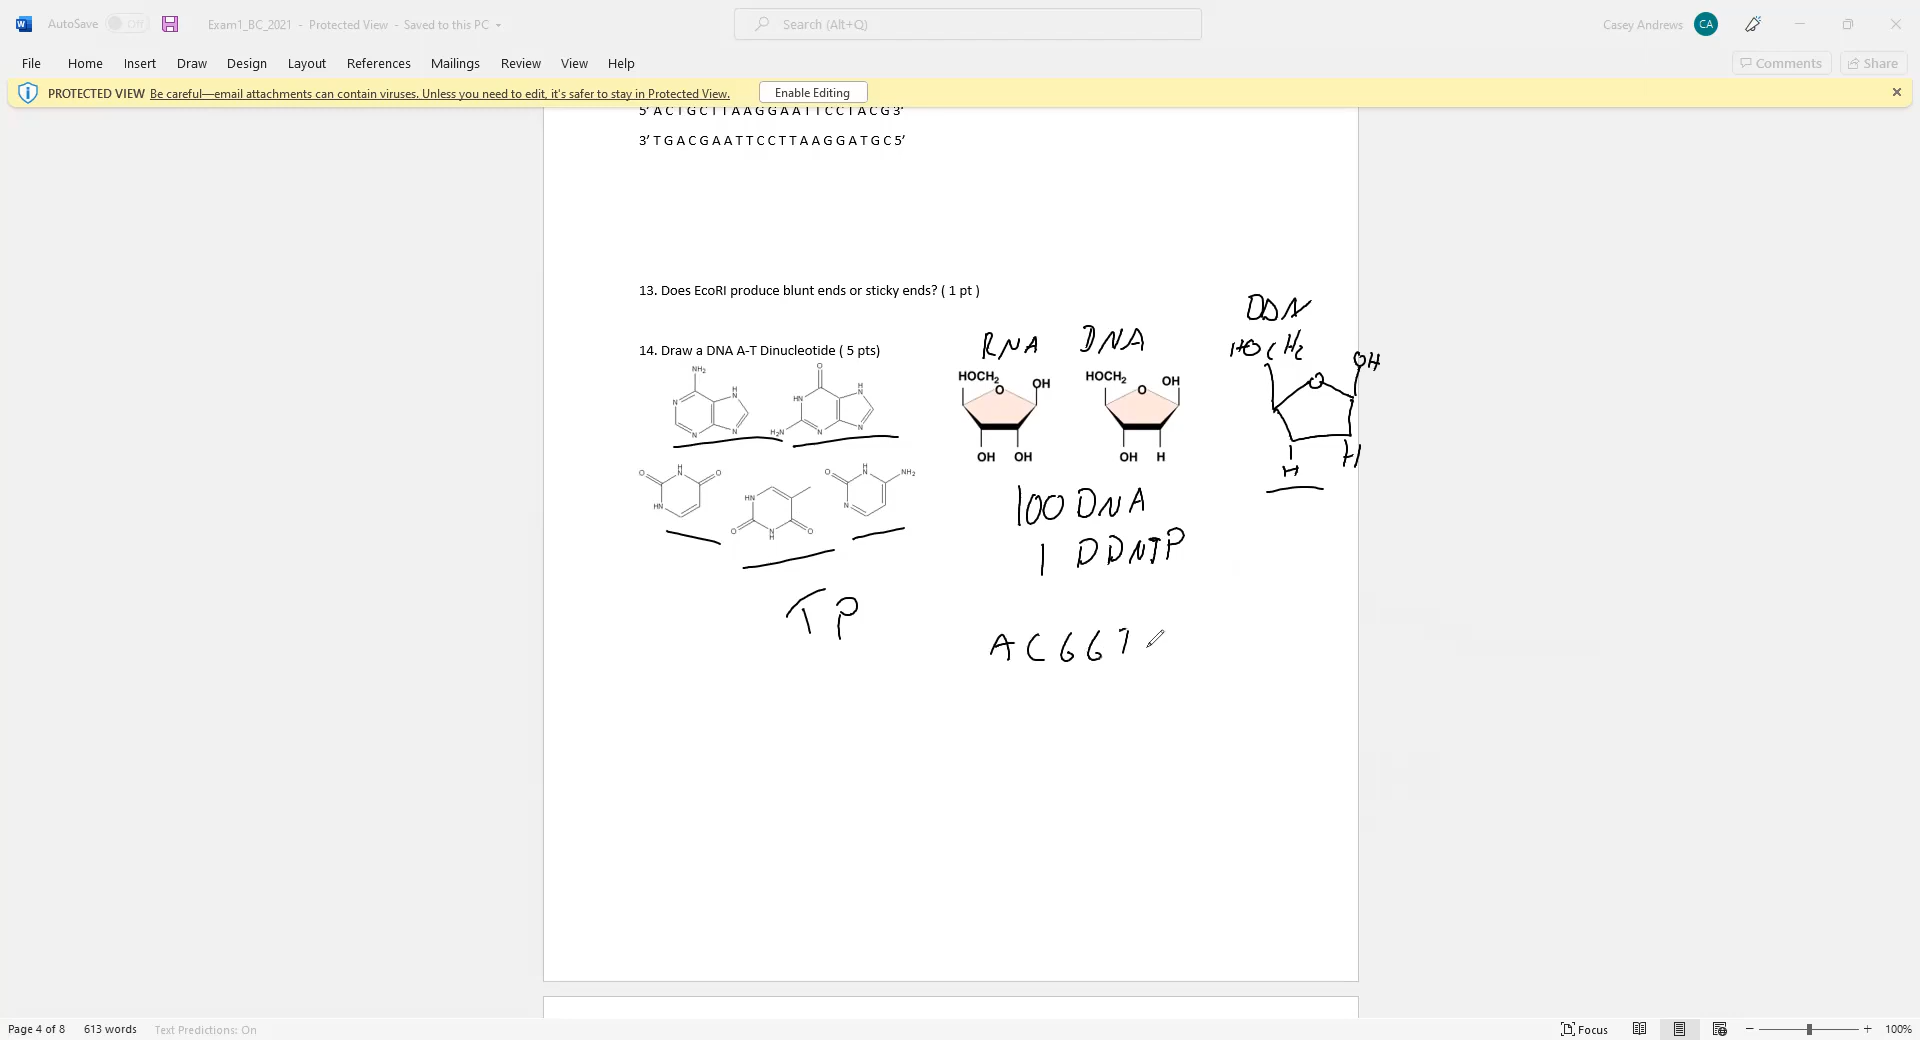 AutoSave Off Exam1_BC_2021 - Protected View - Saved to this PC Search (Alt+Q) Casey Andrews CA
File Home Insert Draw Design Layout References Mailings Review View Help Comments Share
PROTECTED VIEW Be careful—email attachments can contain viruses. Unless you need to edit, it's safer to stay in Protected View. Enable Editing
5’ A C T G C T T A A G G A A T T C C T A C G 3’
3’ T G A C G A A T T C C T T A A G G A T G C 5’
13. Does EcoRI produce blunt ends or sticky ends? ( 1 pt )
14. Draw a DNA A-T Dinucleotide ( 5 pts)
NH2 N N H N N
O HN H2N N H N N
O H N O HN
HN O N H O
O H N NH2 N
RNA
HOCH2 O OH
OH OH
DNA
HOCH2 O OH
OH H
DDN
HOCH2
O OH
H H
100 DNA
1 DDNTP
TP
A C G G T
Page 4 of 8 613 words Text Predictions: On Focus 100%